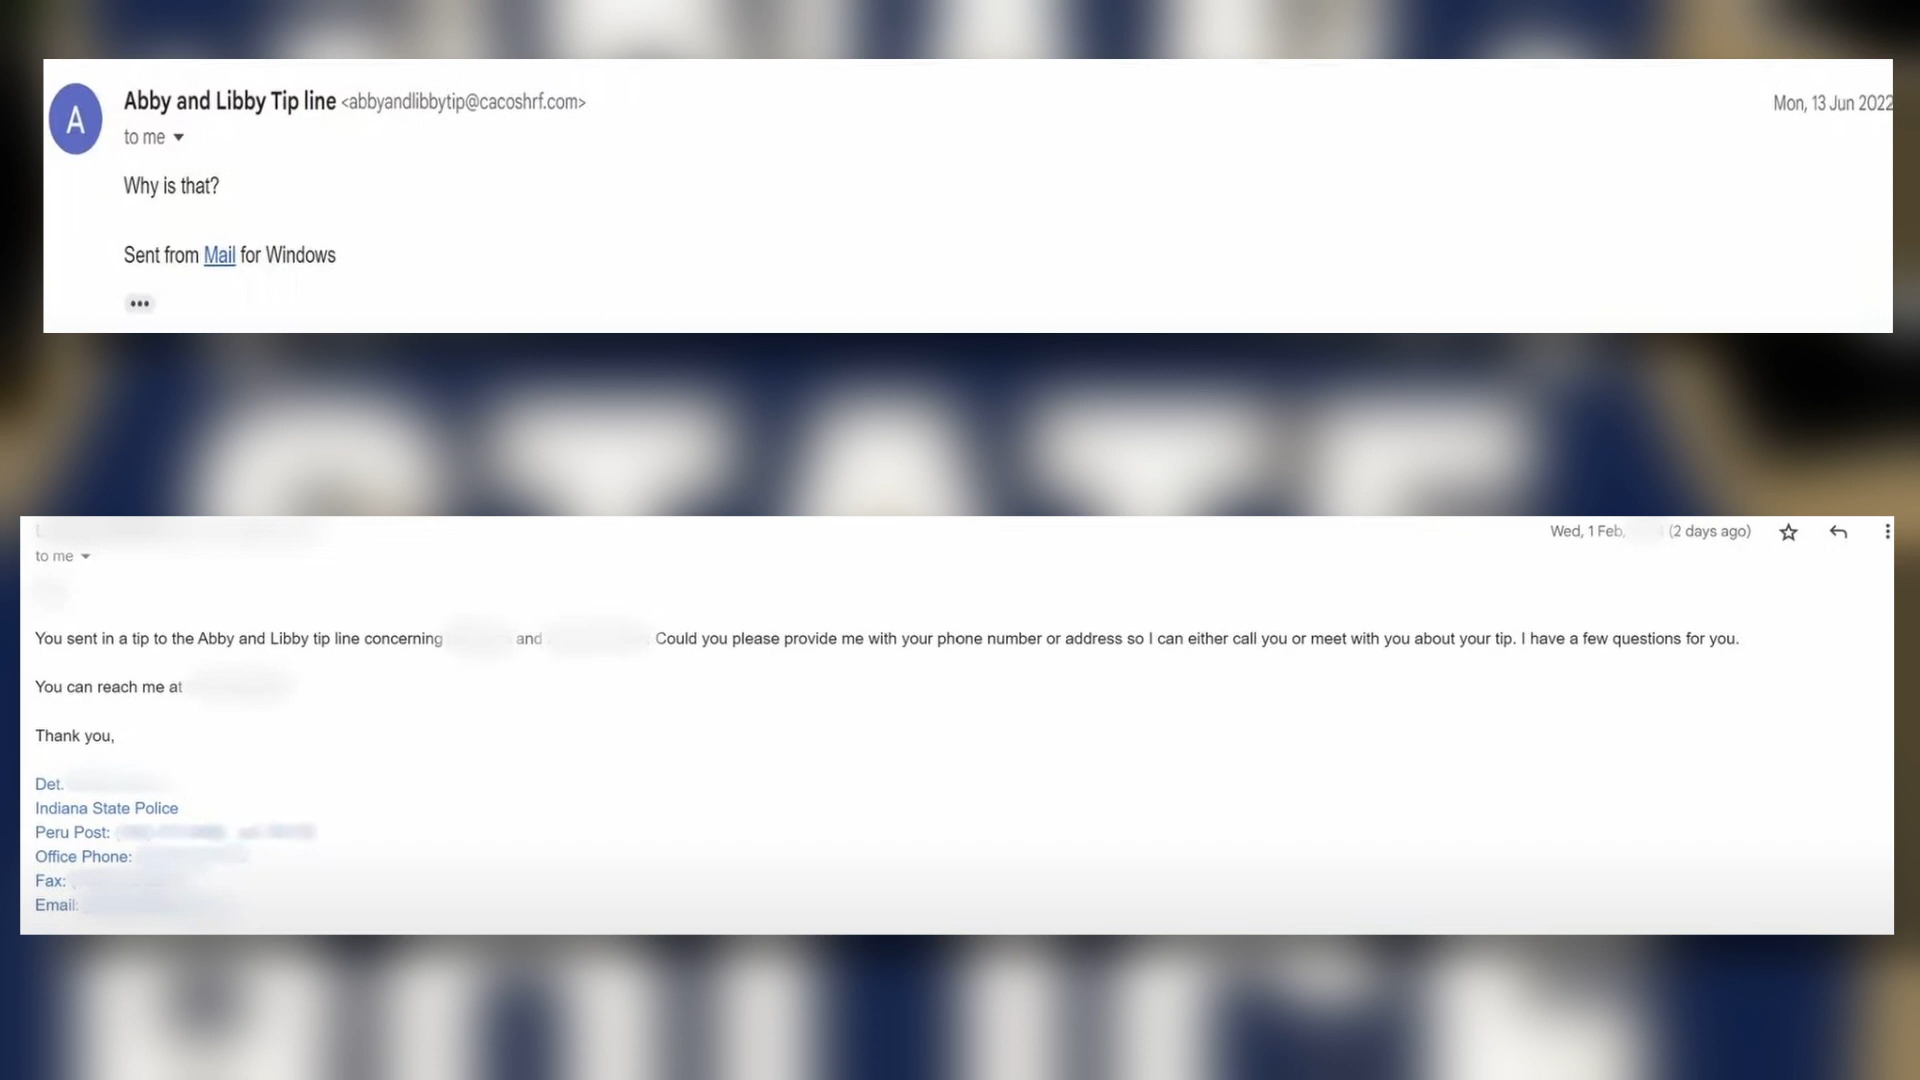 Abby and Libby Tip line <abbyandlibbytip@cacoshrf.com>
Mon, 13 Jun 2022
A
to me
Why is that?
Sent from Mail for Windows
STATE
Wed, 1 Feb, (2 days ago)
to me
You sent in a tip to the Abby and Libby tip line concerning and Could you please provide me with your phone number or address so I can either call you or meet with you about your tip. I have a few questions for you.
You can reach me at
Thank you,
Det.
Indiana State Police
Peru Post:
Office Phone:
Fax:
Email:
POLICE